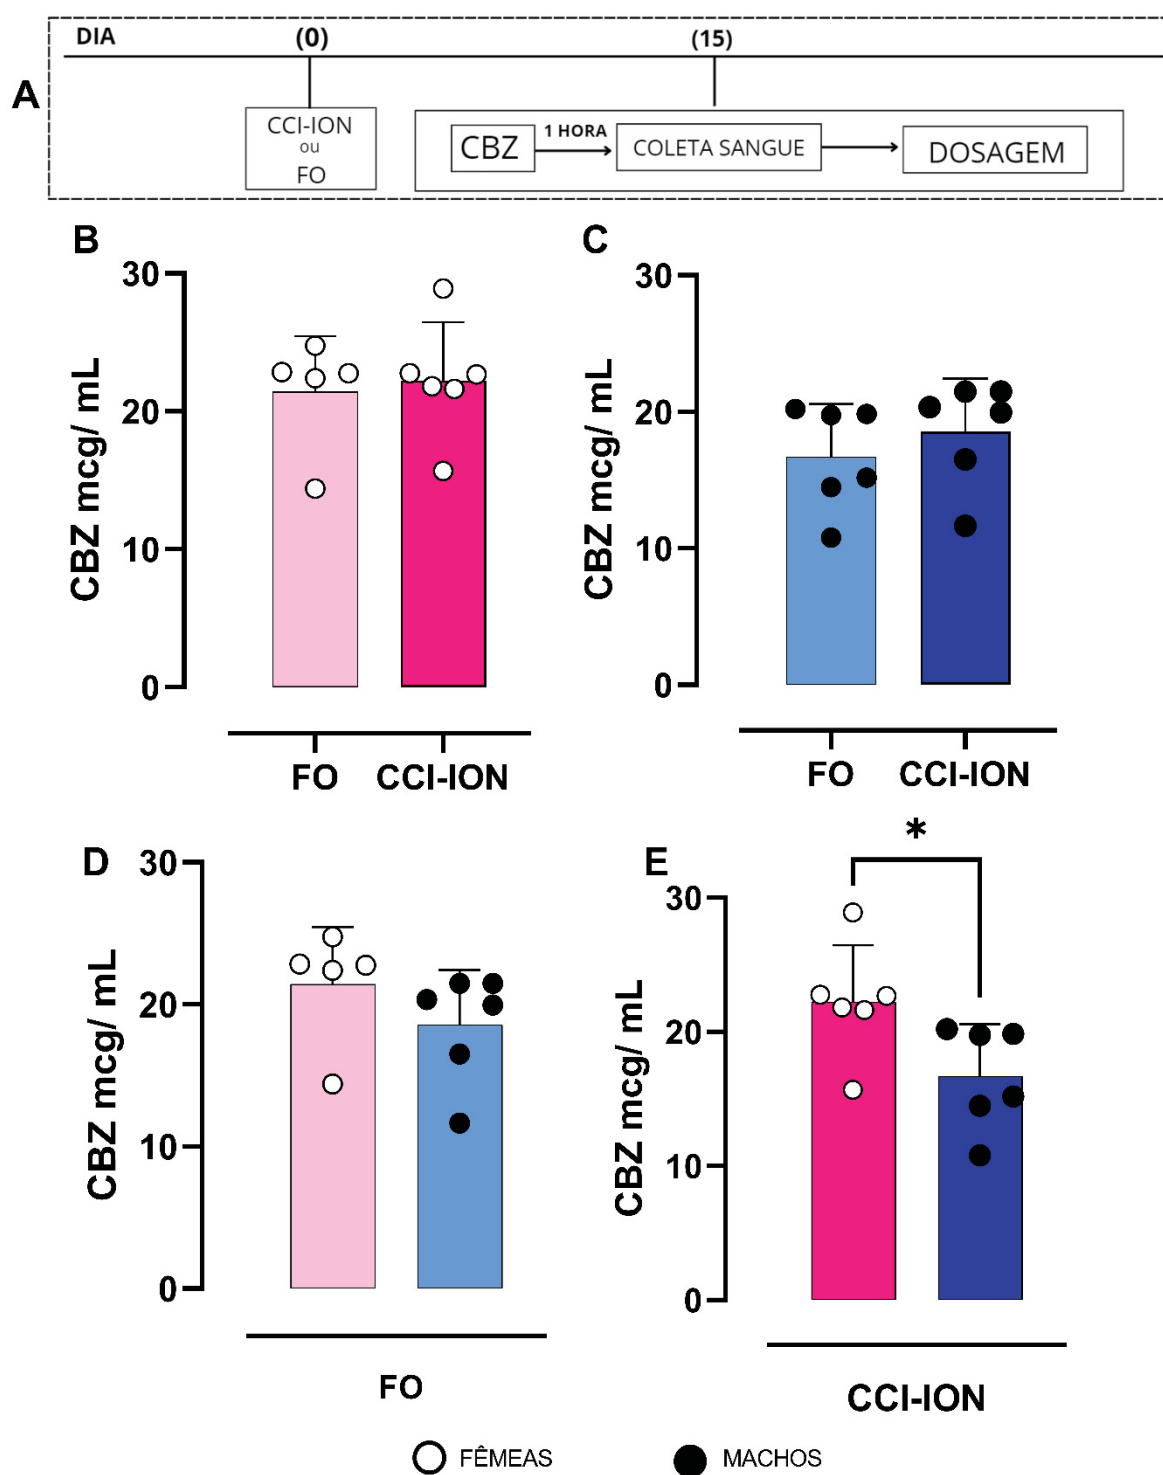 DIA (0) (15)
A
CCI-ION
ou
FO
CBZ 1 HORA COLETA SANGUE DOSAGEM
B
CBZ mcg/ mL
30
20
10
0
FO CCI-ION
C
CBZ mcg/ mL
30
20
10
0
FO CCI-ION
D
CBZ mcg/ mL
30
20
10
0
FO
E
*
CBZ mcg/ mL
30
20
10
0
CCI-ION
FÊMEAS MACHOS